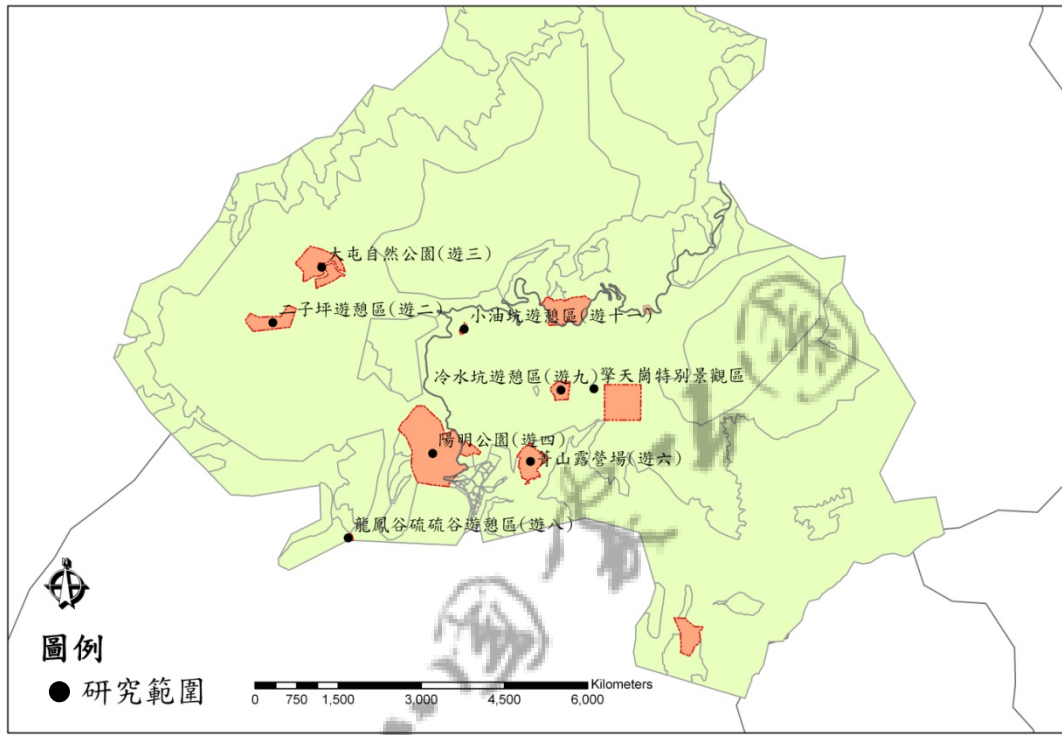 大屯自然公園(遊三)
二子坪遊憩區(遊二)
小油坑遊憩區(遊十一)
冷水坑遊憩區(遊九)
擎天崗特別景觀區
陽明公園(遊四)
菁山露營場(遊六)
龍鳳谷硫硫谷遊憩區(遊八)
圖例
研究範圍
Kilometers
0 750 1,500 3,000 4,500 6,000